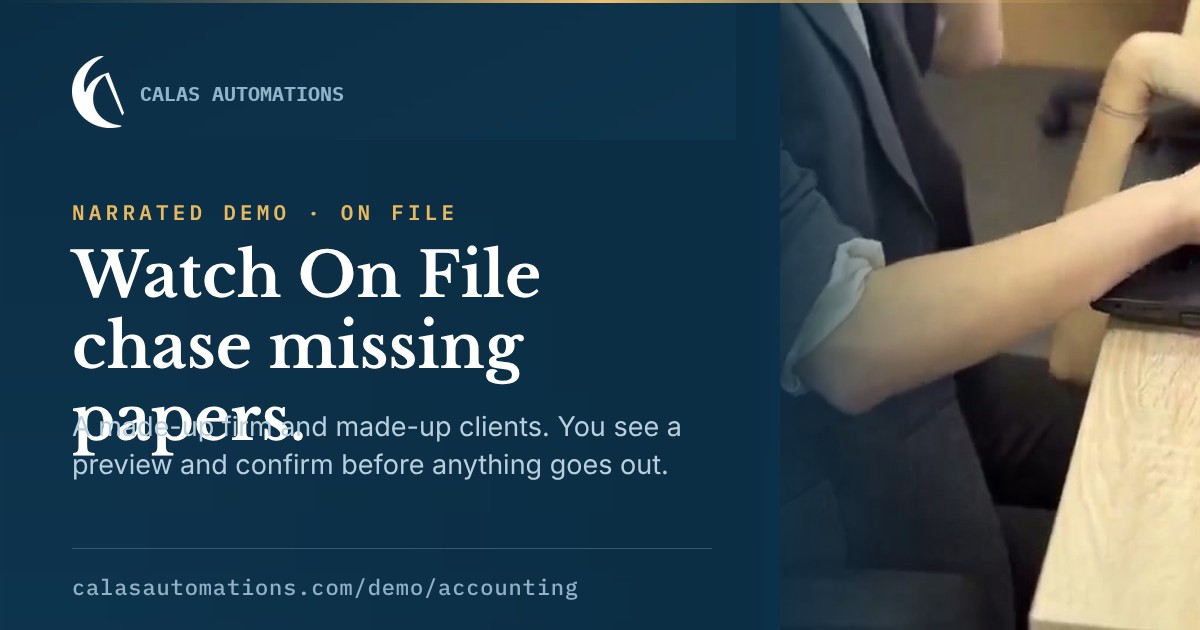 CALAS AUTOMATIONS
NARRATED DEMO · ON FILE
Watch On File
chase missing
papers.
A made-up firm and made-up clients. You see a
preview and confirm before anything goes out.
calasautomations.com/demo/accounting